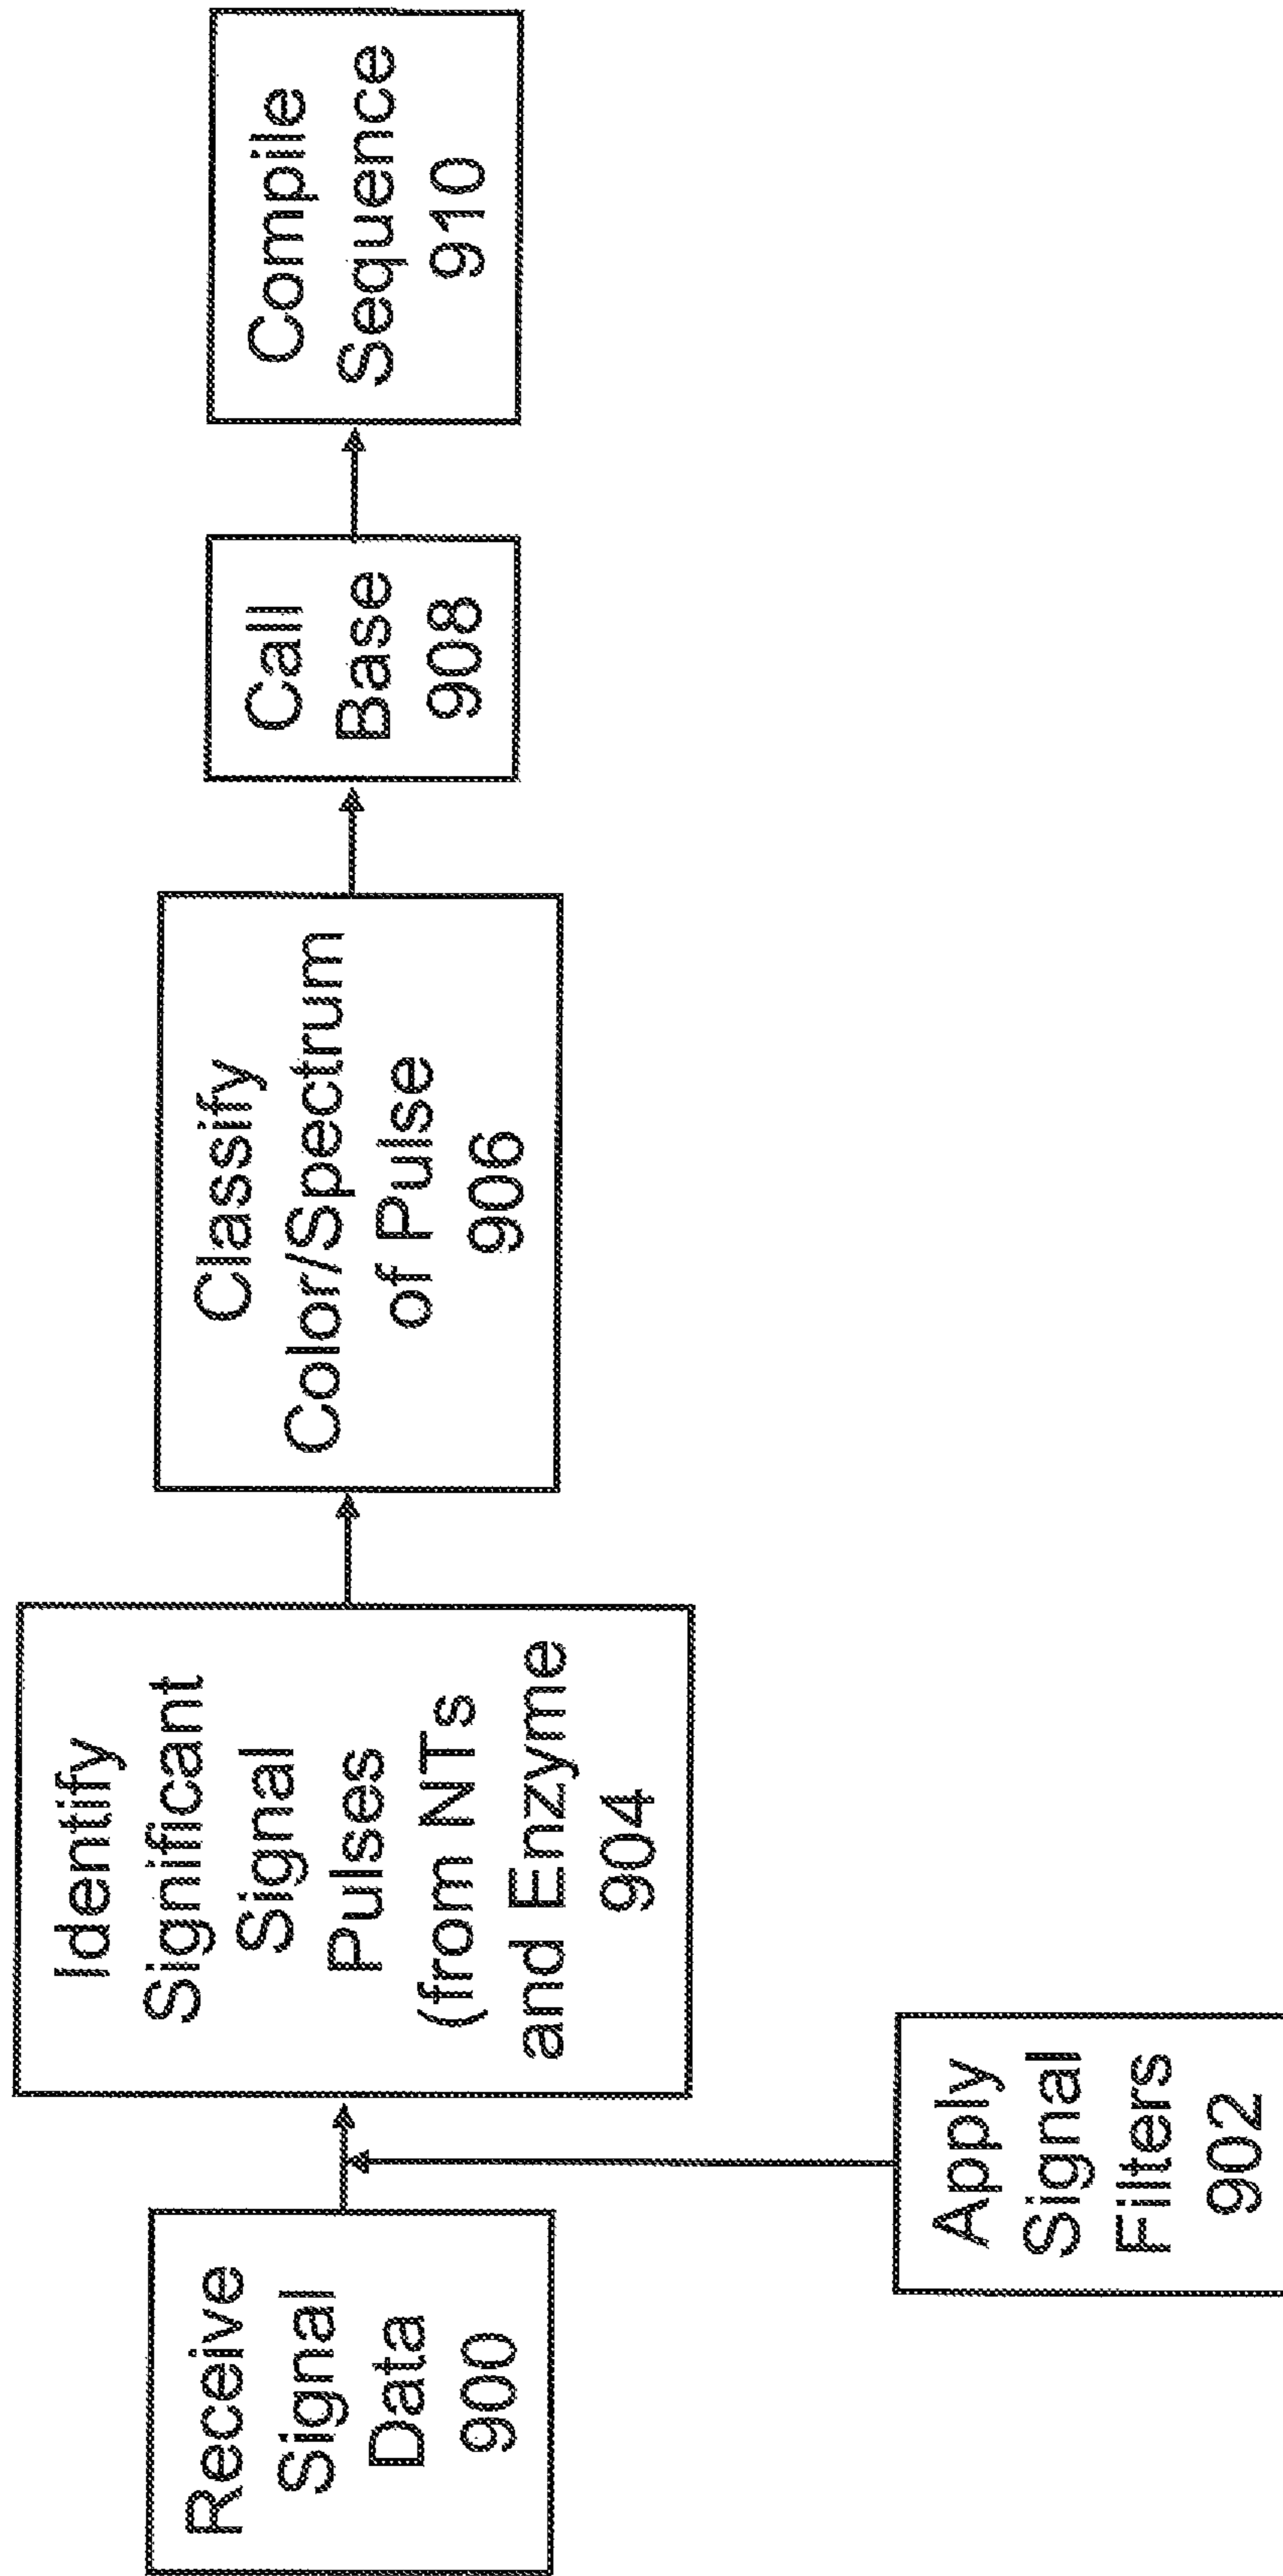 Receive
Signal
Data
900
Apply
Signal
Filters
902
Identify
Significant
Signal
Pulses
(from NTs
and Enzyme
904
Classify
Color/Spectrum
of Pulse
906
Call
Base
908
Compile
Sequence
910